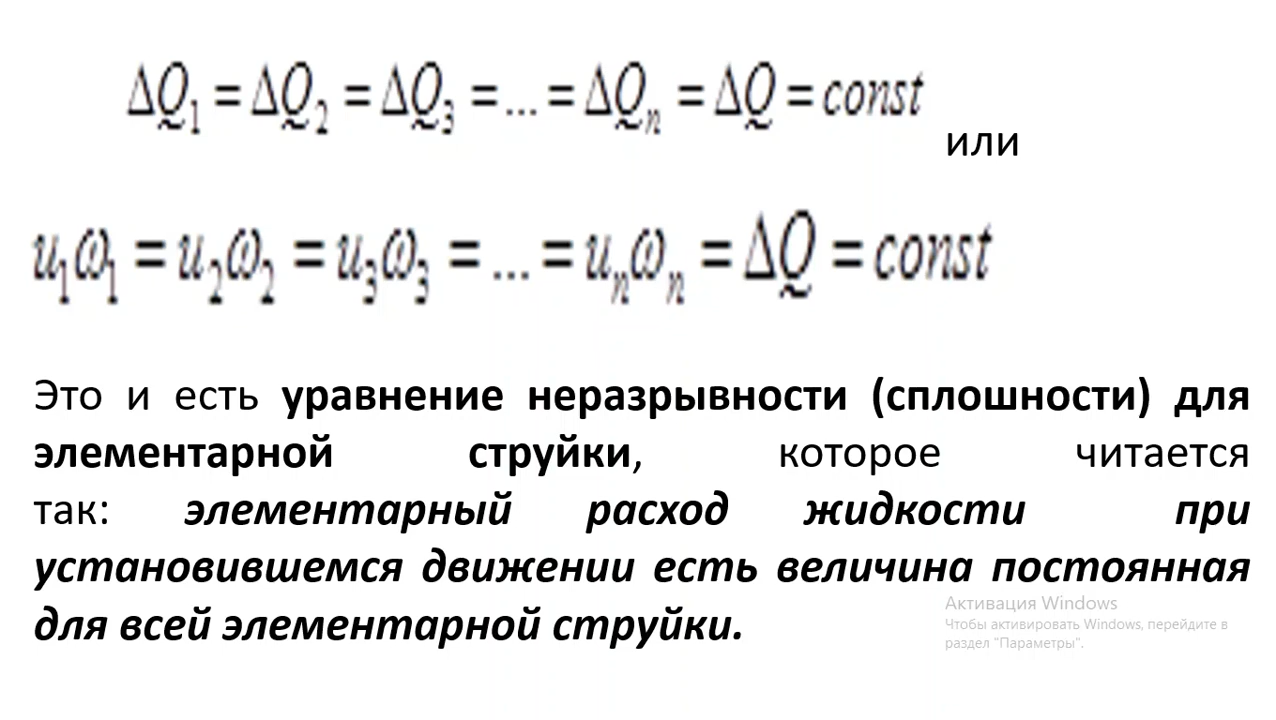 ΔQ₁ = ΔQ₂ = ΔQ₃ = ... = ΔQₙ = ΔQ = const
или
u₁ω₁ = u₂ω₂ = u₃ω₃ = ... = uₙωₙ = ΔQ = const
Это и есть уравнение неразрывности (сплошности) для
элементарной струйки, которое читается
так: элементарный расход жидкости при
установившемся движении есть величина постоянная
для всей элементарной струйки.
Активация Windows
Чтобы активировать Windows, перейдите в
раздел "Параметры".